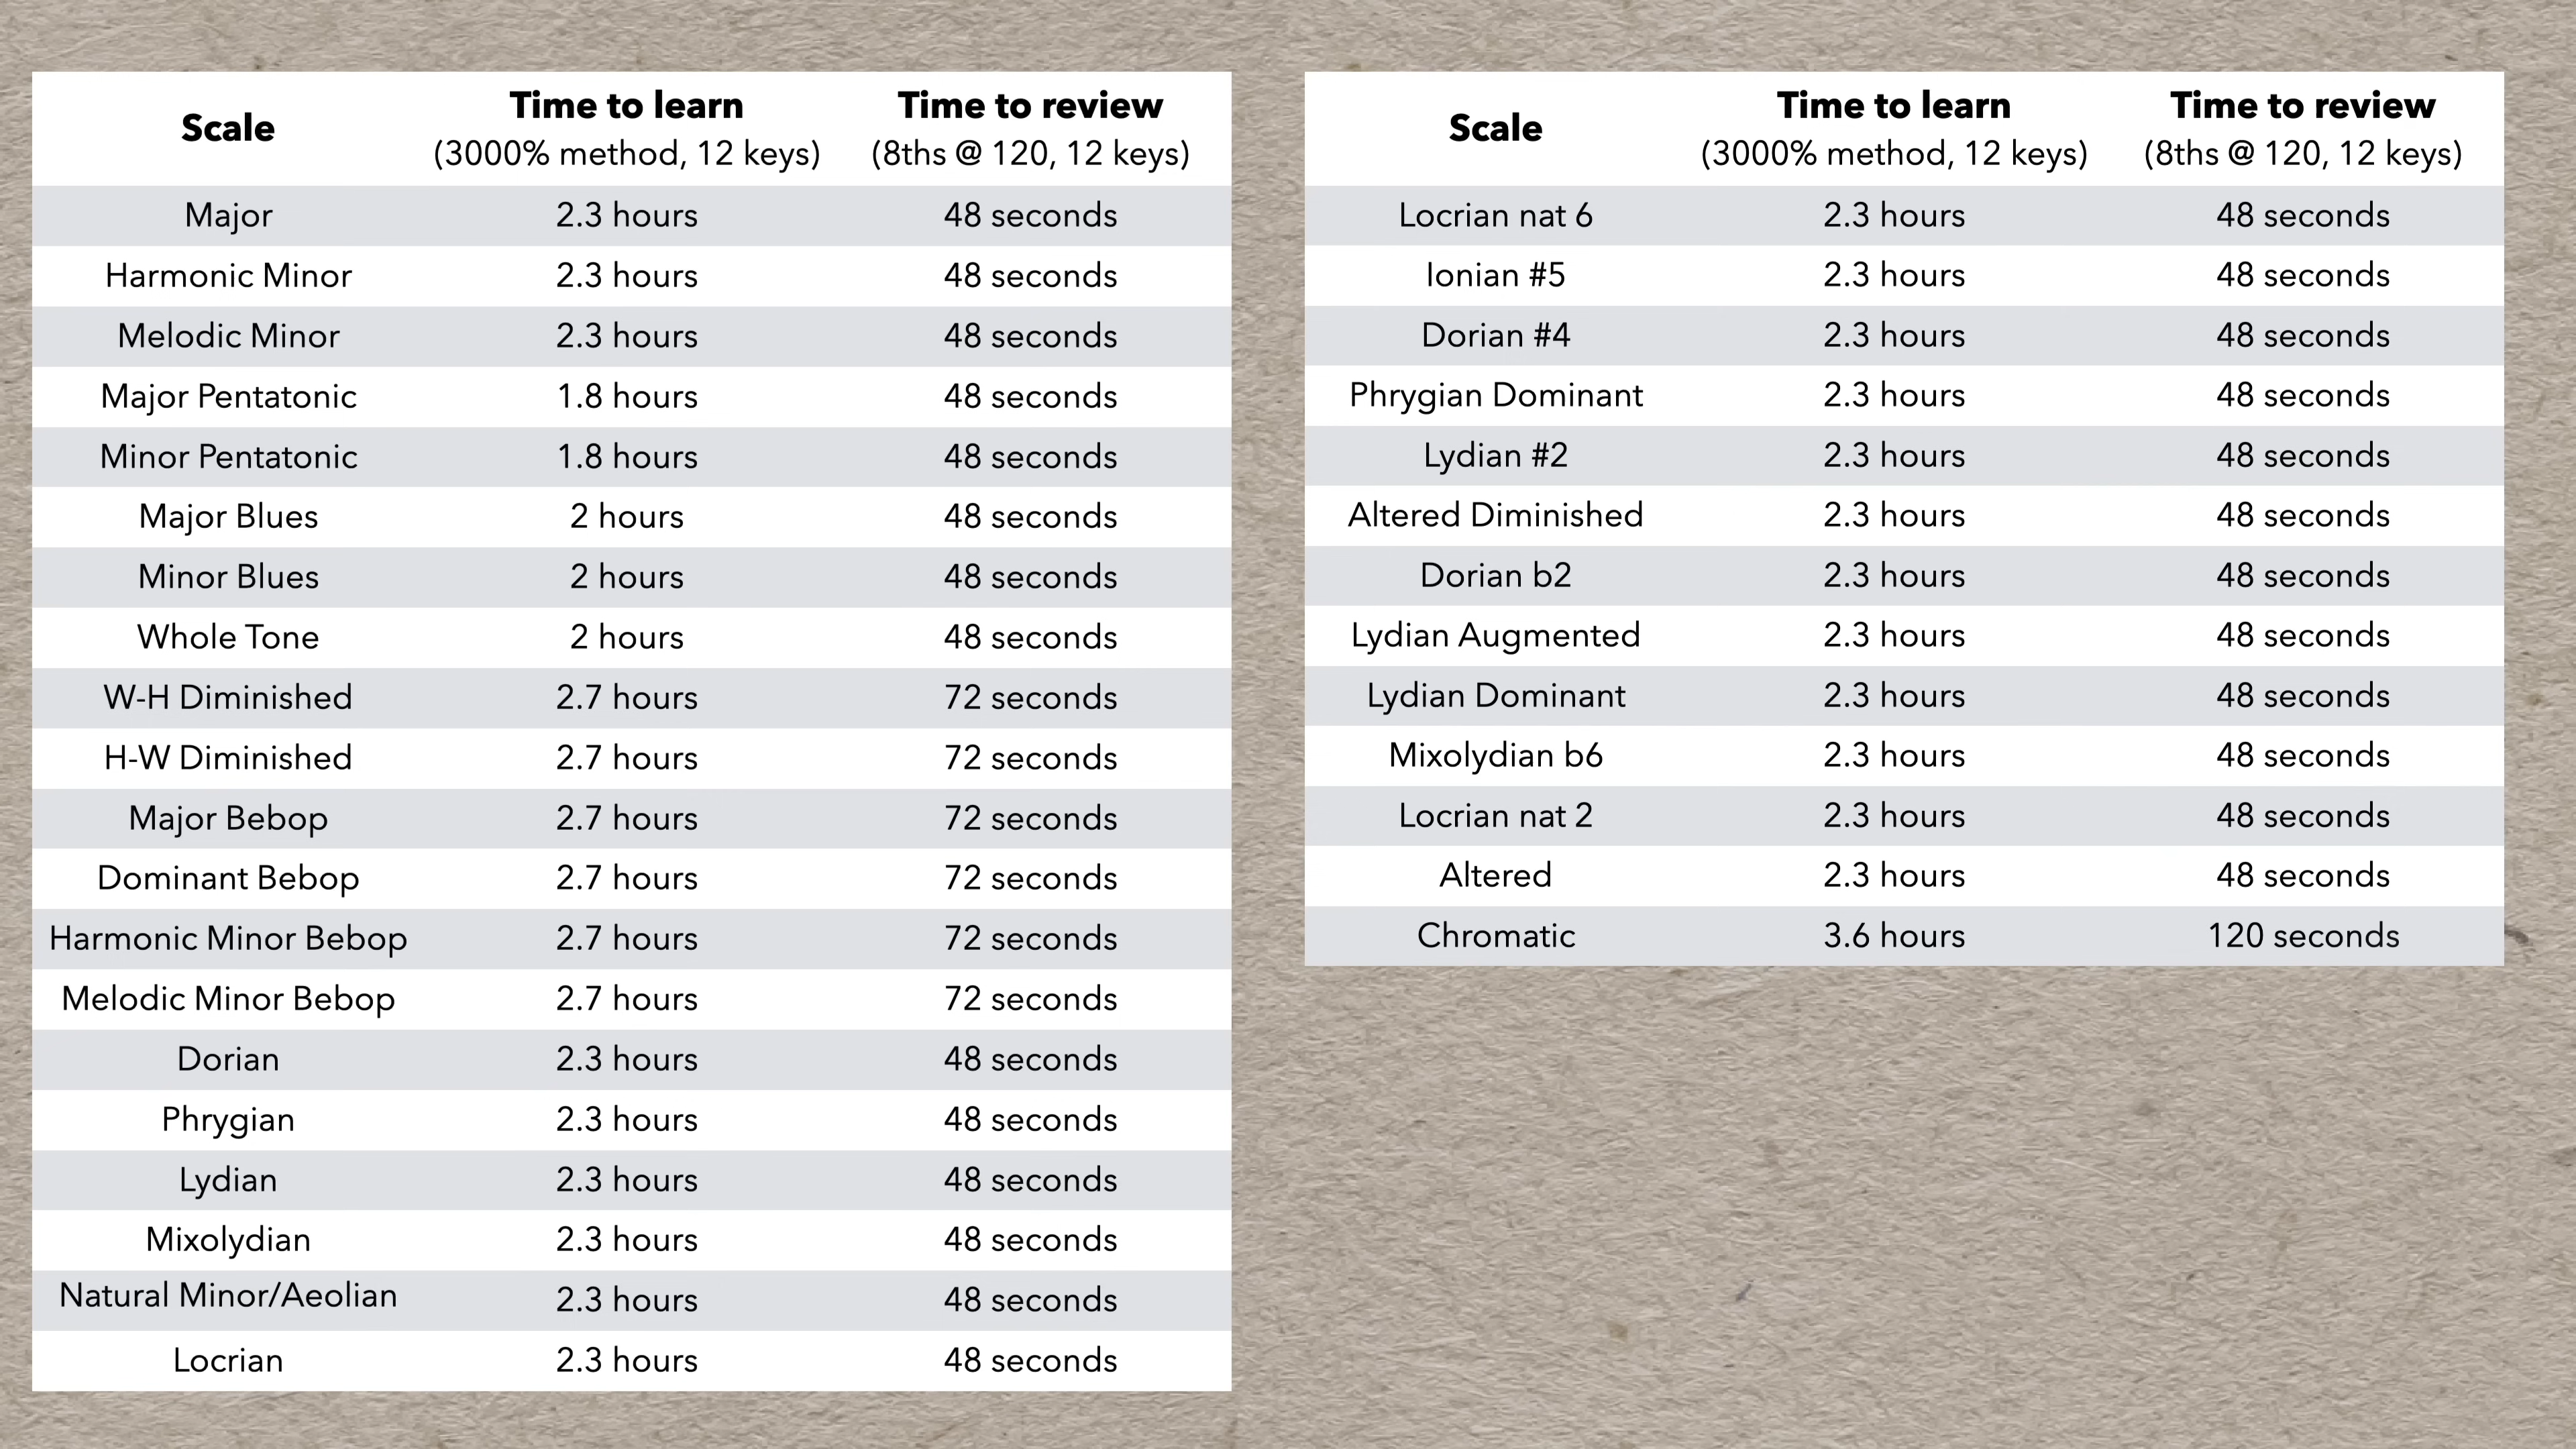 Scale Time to learn Time to review
(3000% method, 12 keys) (8ths @ 120, 12 keys)
Major 2.3 hours 48 seconds
Harmonic Minor 2.3 hours 48 seconds
Melodic Minor 2.3 hours 48 seconds
Major Pentatonic 1.8 hours 48 seconds
Minor Pentatonic 1.8 hours 48 seconds
Major Blues 2 hours 48 seconds
Minor Blues 2 hours 48 seconds
Whole Tone 2 hours 48 seconds
W-H Diminished 2.7 hours 72 seconds
H-W Diminished 2.7 hours 72 seconds
Major Bebop 2.7 hours 72 seconds
Dominant Bebop 2.7 hours 72 seconds
Harmonic Minor Bebop 2.7 hours 72 seconds
Melodic Minor Bebop 2.7 hours 72 seconds
Dorian 2.3 hours 48 seconds
Phrygian 2.3 hours 48 seconds
Lydian 2.3 hours 48 seconds
Mixolydian 2.3 hours 48 seconds
Natural Minor/Aeolian 2.3 hours 48 seconds
Locrian 2.3 hours 48 seconds
Scale Time to learn Time to review
(3000% method, 12 keys) (8ths @ 120, 12 keys)
Locrian nat 6 2.3 hours 48 seconds
Ionian #5 2.3 hours 48 seconds
Dorian #4 2.3 hours 48 seconds
Phrygian Dominant 2.3 hours 48 seconds
Lydian #2 2.3 hours 48 seconds
Altered Diminished 2.3 hours 48 seconds
Dorian b2 2.3 hours 48 seconds
Lydian Augmented 2.3 hours 48 seconds
Lydian Dominant 2.3 hours 48 seconds
Mixolydian b6 2.3 hours 48 seconds
Locrian nat 2 2.3 hours 48 seconds
Altered 2.3 hours 48 seconds
Chromatic 3.6 hours 120 seconds